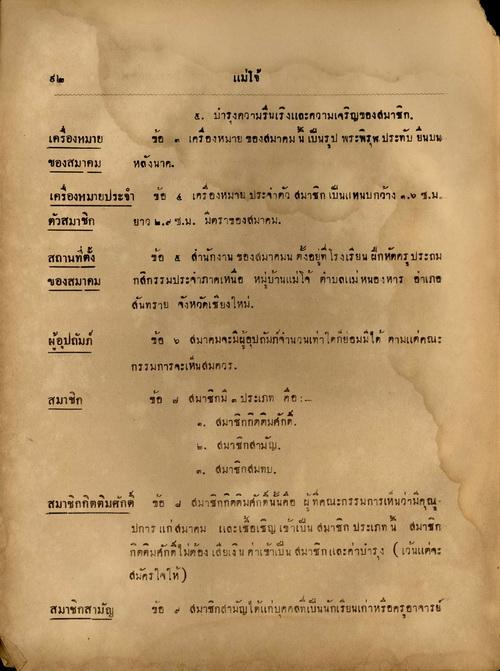 ๙๒ แม่โจ้
๕. บำรุงความรื่นเริงและความเจริญของสมาชิก.
เครื่องหมาย ข้อ ๓ เครื่องหมาย ของสมาคม นี้ เป็นรูป พระพิรุฬ ประทับ ยืนบน
ของสมาคม หลังนาค.
เครื่องหมายประจำ ข้อ ๔ เครื่องหมาย ประจำตัว สมาชิก เป็นแหนบกว้าง ๑.๖ ซ.ม.
ตัวสมาชิก ยาว ๒.๙ ซ.ม. มีตราของสมาคม.
สถานที่ตั้ง ข้อ ๕ สำนักงาน ของสมาคมน ตั้งอยู่ที่โรงเรียน ฝึกหัดครู ประถม
ของสมาคม กสิกรรมประจำภาคเหนือ หมู่บ้านแม่โจ้ ตำบลแม่หนองหาร อำเภอ
สันทราย จังหวัดเชียงใหม่.
ผู้อุปถัมภ์ ข้อ ๖ สมาคมจะมีผู้อุปถัมภ์จำนวนเท่าใดก็ย่อมมีได้ ตามแต่คณะ
กรรมการจะเห็นสมควร.
สมาชิก ข้อ ๗ สมาชิกมี ๓ ประเภท คือ:—
๑. สมาชิกกิตติมศักดิ์.
๒. สมาชิกสามัญ.
๓. สมาชิกสมทบ.
สมาชิกกิตติมศักดิ์ ข้อ ๘ สมาชิกกิตติมศักดิ์นั้นคือ ผู้ที่คณะกรรมการเห็นว่ามีคุณู
ปการ แก่สมาคม และเชื้อเชิญ เข้าเป็น สมาชิก ประเภท นี้ สมาชิก
กิตติมศักดิ์ไม่ต้อง เสียเงิน ค่าเข้าเป็น สมาชิกและค่าบำรุง (เว้นแต่จะ
สมัครใจให้)
สมาชิกสามัญ ข้อ ๙ สมาชิกสามัญได้แก่บุคคลที่เป็นนักเรียนเก่าหรือครูอาจารย์